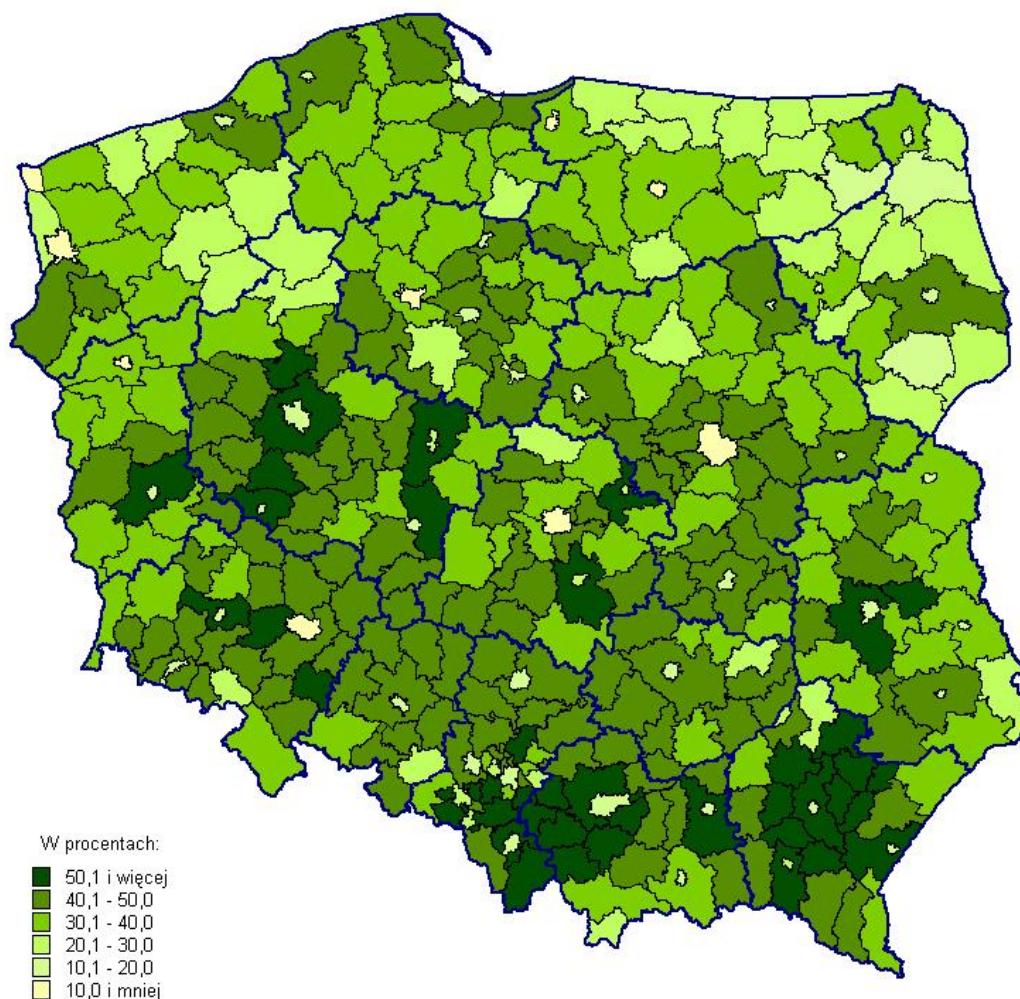 W procentach:
50,1 i więcej
40,1 - 50,0
30,1 - 40,0
20,1 - 30,0
10,1 - 20,0
10,0 i mniej